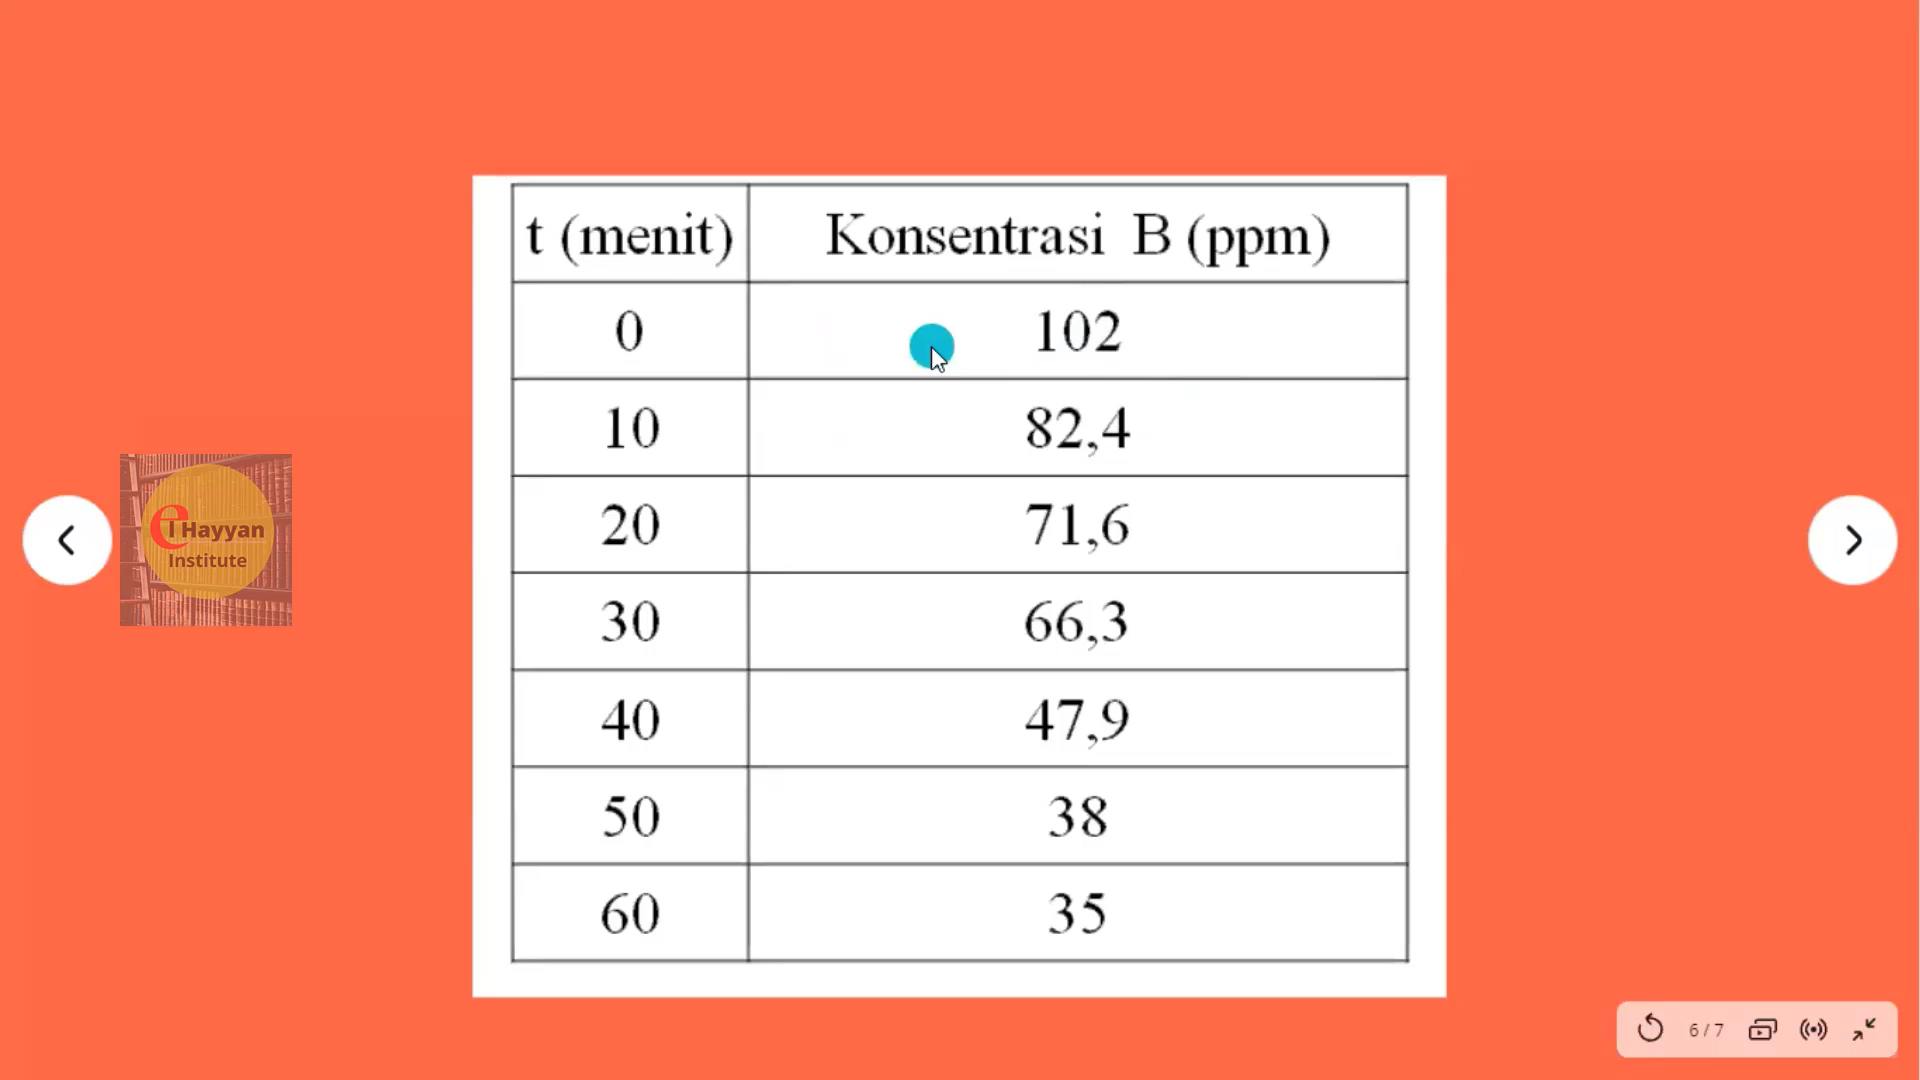 t (menit) Konsentrasi B (ppm)
0 102
10 82,4
20 71,6
30 66,3
40 47,9
50 38
60 35
el Hayyan
Institute
6 / 7